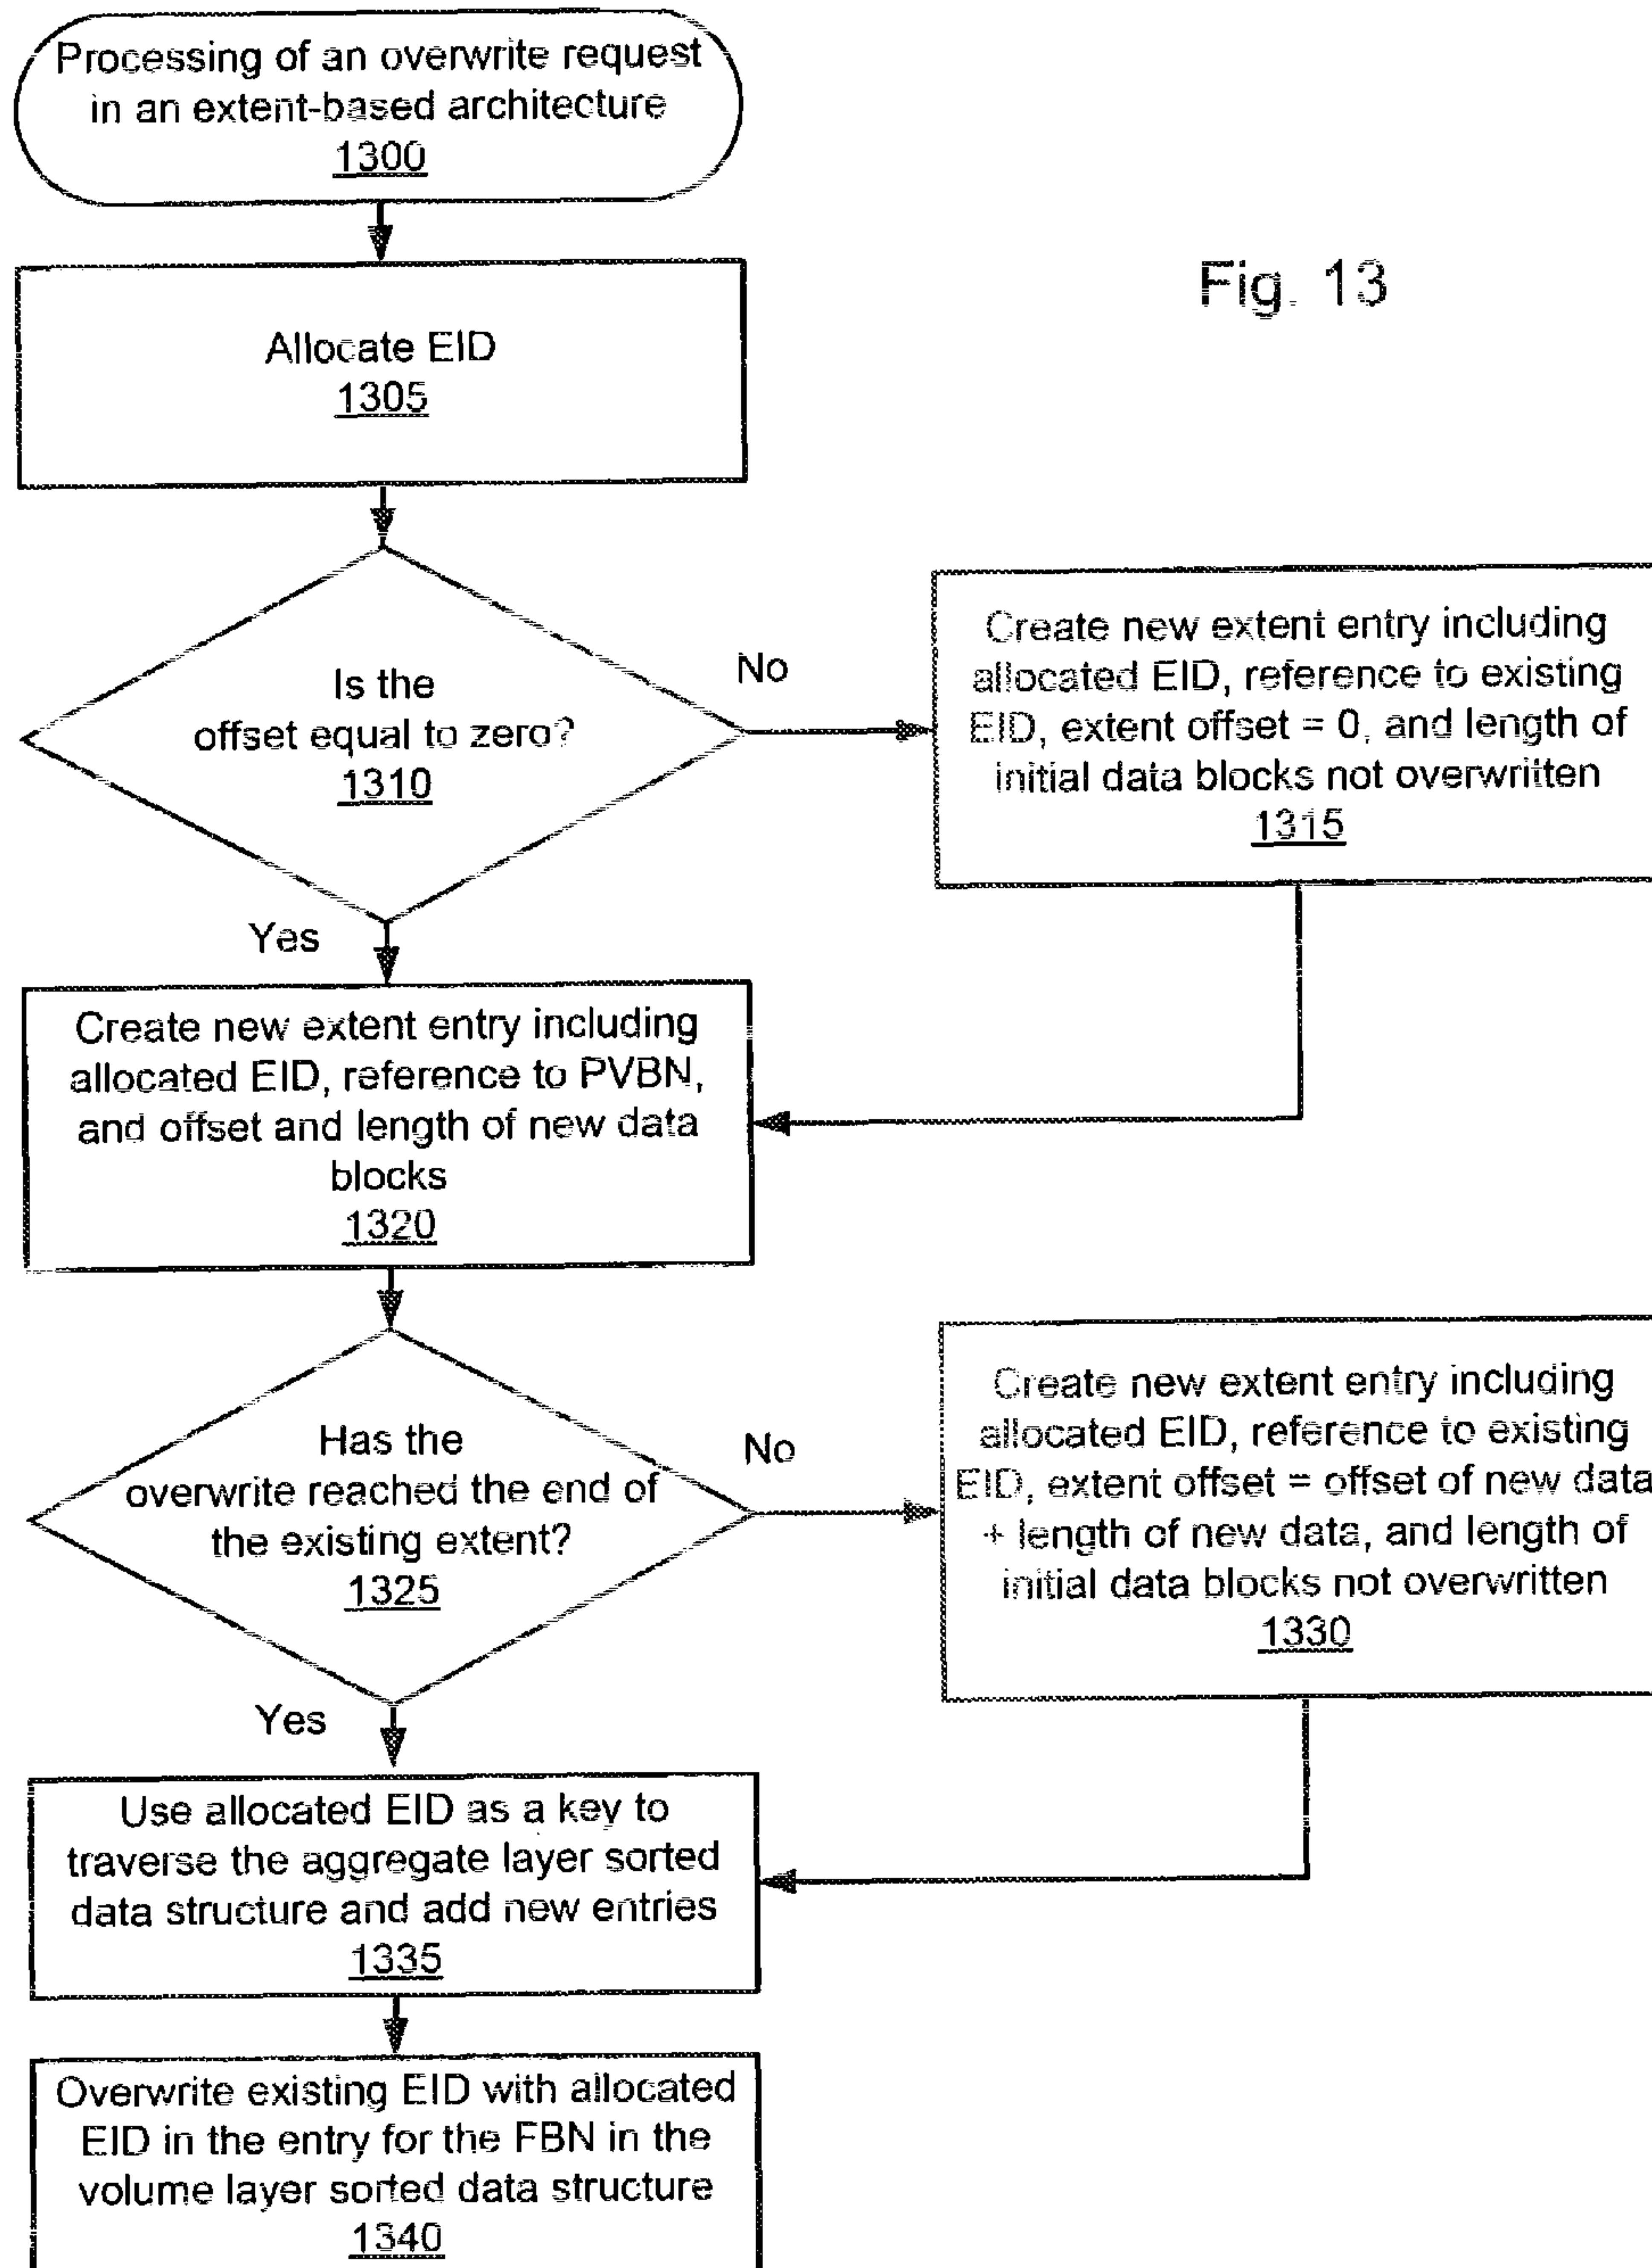 Processing of an overwrite request
in an extent-based architecture
1300
Fig. 13
Allocate EID
1305
Is the
offset equal to zero?
1310
No
Create new extent entry including
allocated EID, reference to existing
EID, extent offset = 0, and length of
initial data blocks not overwritten
1315
Yes
Create new extent entry including
allocated EID, reference to PVBN,
and offset and length of new data
blocks
1320
Has the
overwrite reached the end of
the existing extent?
1325
No
Create new extent entry including
allocated EID, reference to existing
EID, extent offset = offset of new data
+ length of new data, and length of
initial data blocks not overwritten
1330
Yes
Use allocated EID as a key to
traverse the aggregate layer sorted
data structure and add new entries
1335
Overwrite existing EID with allocated
EID in the entry for the FBN in the
volume layer sorted data structure
1340